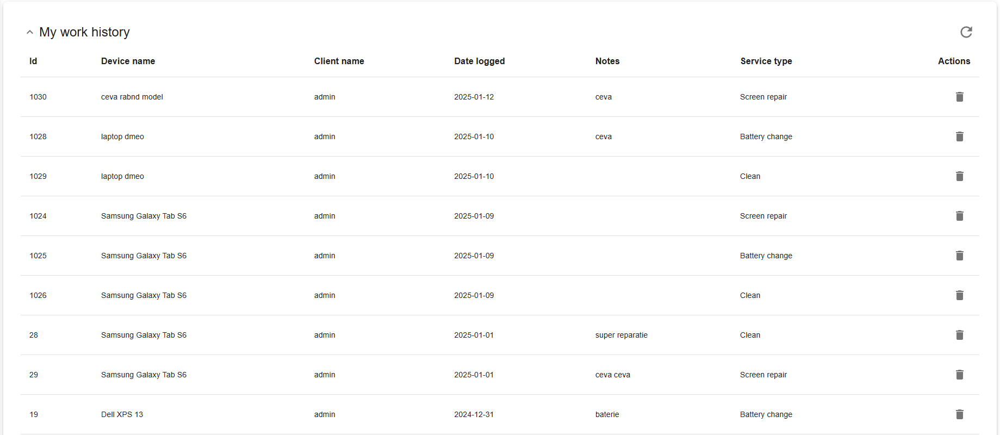 My work history
Id Device name Client name Date logged Notes Service type Actions
1030 ceva rabnd model admin 2025-01-12 ceva Screen repair
1028 laptop dmeo admin 2025-01-10 ceva Battery change
1029 laptop dmeo admin 2025-01-10 Clean
1024 Samsung Galaxy Tab S6 admin 2025-01-09 Screen repair
1025 Samsung Galaxy Tab S6 admin 2025-01-09 Battery change
1026 Samsung Galaxy Tab S6 admin 2025-01-09 Clean
28 Samsung Galaxy Tab S6 admin 2025-01-01 super reparatie Clean
29 Samsung Galaxy Tab S6 admin 2025-01-01 ceva ceva Screen repair
19 Dell XPS 13 admin 2024-12-31 baterie Battery change